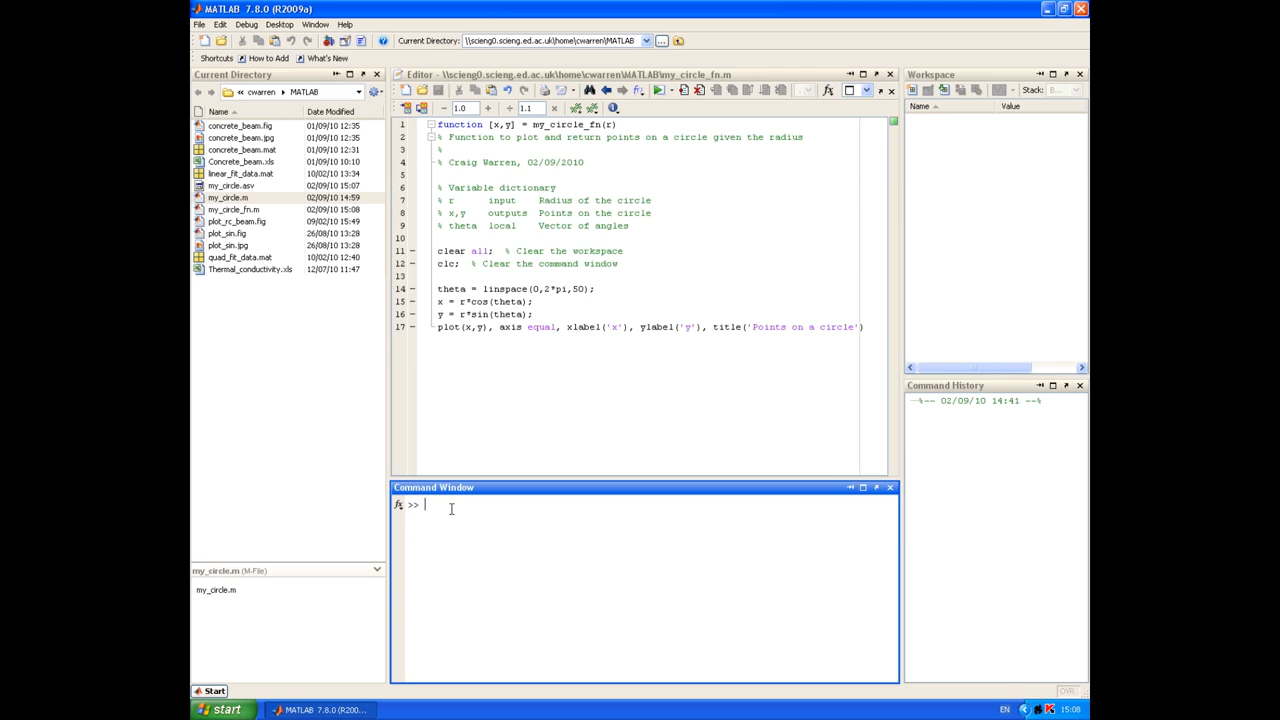 MATLAB 7.8.0 (R2009a)
File Edit Debug Desktop Window Help
Current Directory: \\scieng0.scieng.ed.ac.uk\home\cwarren\MATLAB
Shortcuts How to Add What's New
Current Directory
« cwarren ▸ MATLAB
Name Date Modified
concrete_beam.fig 01/09/10 12:35
concrete_beam.jpg 01/09/10 12:35
concrete_beam.mat 01/09/10 12:31
Concrete_beam.xls 01/09/10 10:10
linear_fit_data.mat 10/02/10 13:34
my_circle.asv 02/09/10 15:07
my_circle.m 02/09/10 14:59
my_circle_fn.m 02/09/10 15:08
plot_rc_beam.fig 09/02/10 15:49
plot_sin.fig 26/08/10 13:28
plot_sin.jpg 26/08/10 13:28
quad_fit_data.mat 10/02/10 12:40
Thermal_conductivity.xls 12/07/10 11:47
my_circle.m (M-File)
my_circle.m
Editor - \\scieng0.scieng.ed.ac.uk\home\cwarren\MATLAB\my_circle_fn.m
Stack: B...
− 1.0 + ÷ 1.1 ×
1 function [x,y] = my_circle_fn(r)
2 % Function to plot and return points on a circle given the radius
3 %
4 % Craig Warren, 02/09/2010
5
6 % Variable dictionary
7 % r input Radius of the circle
8 % x,y outputs Points on the circle
9 % theta local Vector of angles
10
11 − clear all; % Clear the workspace
12 − clc; % Clear the command window
13
14 − theta = linspace(0,2*pi,50);
15 − x = r*cos(theta);
16 − y = r*sin(theta);
17 − plot(x,y), axis equal, xlabel('x'), ylabel('y'), title('Points on a circle')
Command Window
fx >>
Workspace
Name Value
Command History
%-- 02/09/10 14:41 --%
Start
OVR
start MATLAB 7.8.0 (R200... EN 15:08